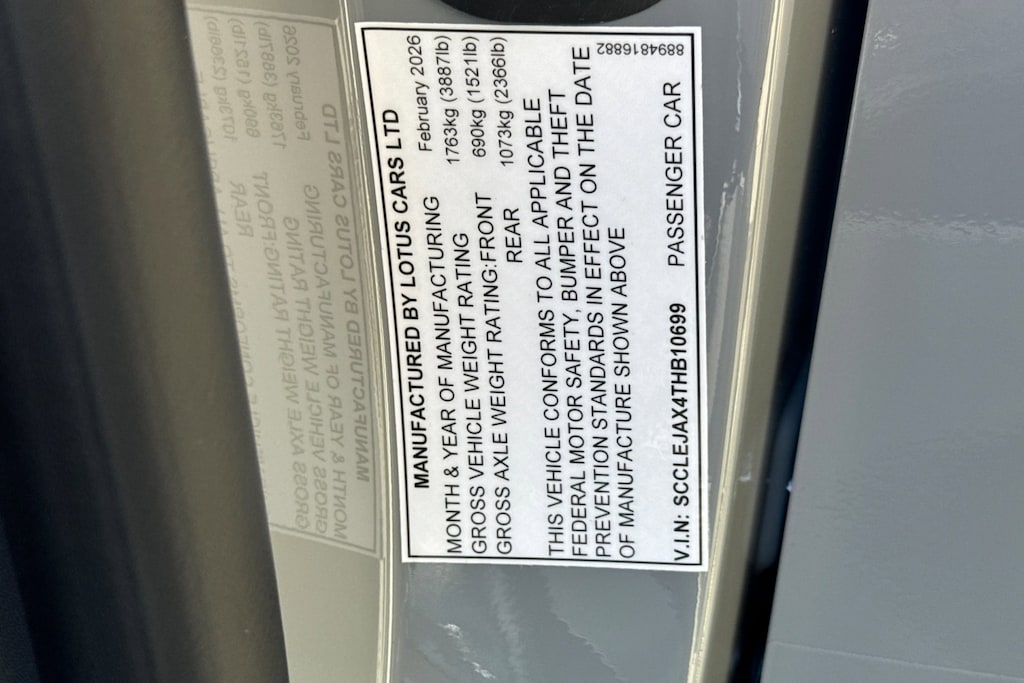 MANUFACTURED BY LOTUS CARS LTD
MONTH & YEAR OF MANUFACTURING February 2026
GROSS VEHICLE WEIGHT RATING 1763kg (3887lb)
GROSS AXLE WEIGHT RATING:FRONT 690kg (1521lb)
REAR 1073kg (2366lb)
THIS VEHICLE CONFORMS TO ALL APPLICABLE
FEDERAL MOTOR SAFETY, BUMPER AND THEFT
PREVENTION STANDARDS IN EFFECT ON THE DATE
OF MANUFACTURE SHOWN ABOVE
V.I.N: SCCLEJAX4THB10699 PASSENGER CAR
8894816882